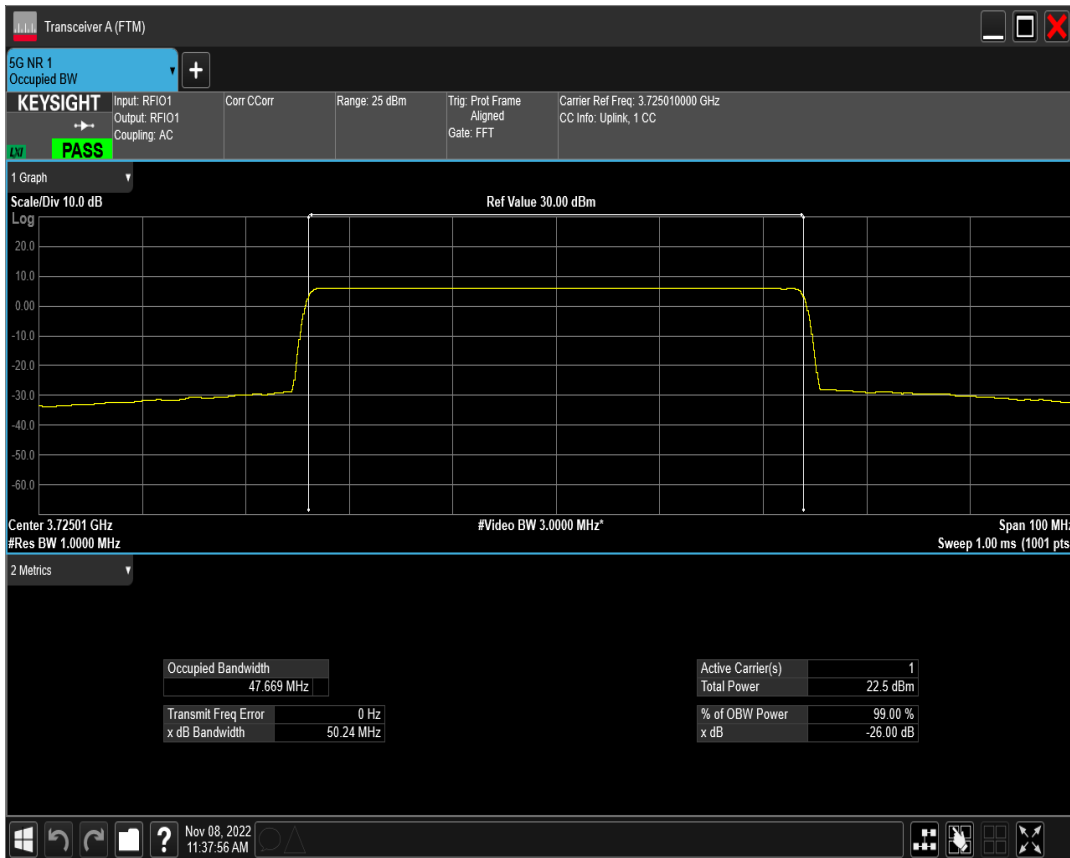 Transceiver A (FTM)
5G NR 1
Occupied BW
+
KEYSIGHT
Input: RFIO1
Output: RFIO1
Coupling: AC
Corr CCorr
Range: 25 dBm
Trig: Prot Frame
Aligned
Gate: FFT
Carrier Ref Freq: 3.725010000 GHz
CC Info: Uplink, 1 CC
LXI
PASS
1 Graph
Scale/Div 10.0 dB
Ref Value 30.00 dBm
Log
20.0
10.0
0.00
-10.0
-20.0
-30.0
-40.0
-50.0
-60.0
Center 3.72501 GHz
#Video BW 3.0000 MHz*
Span 100 MHz
#Res BW 1.0000 MHz
Sweep 1.00 ms (1001 pts
2 Metrics
Occupied Bandwidth
47.669 MHz
Transmit Freq Error 0 Hz
x dB Bandwidth 50.24 MHz
Active Carrier(s) 1
Total Power 22.5 dBm
% of OBW Power 99.00 %
x dB -26.00 dB
?
Nov 08, 2022
11:37:56 AM